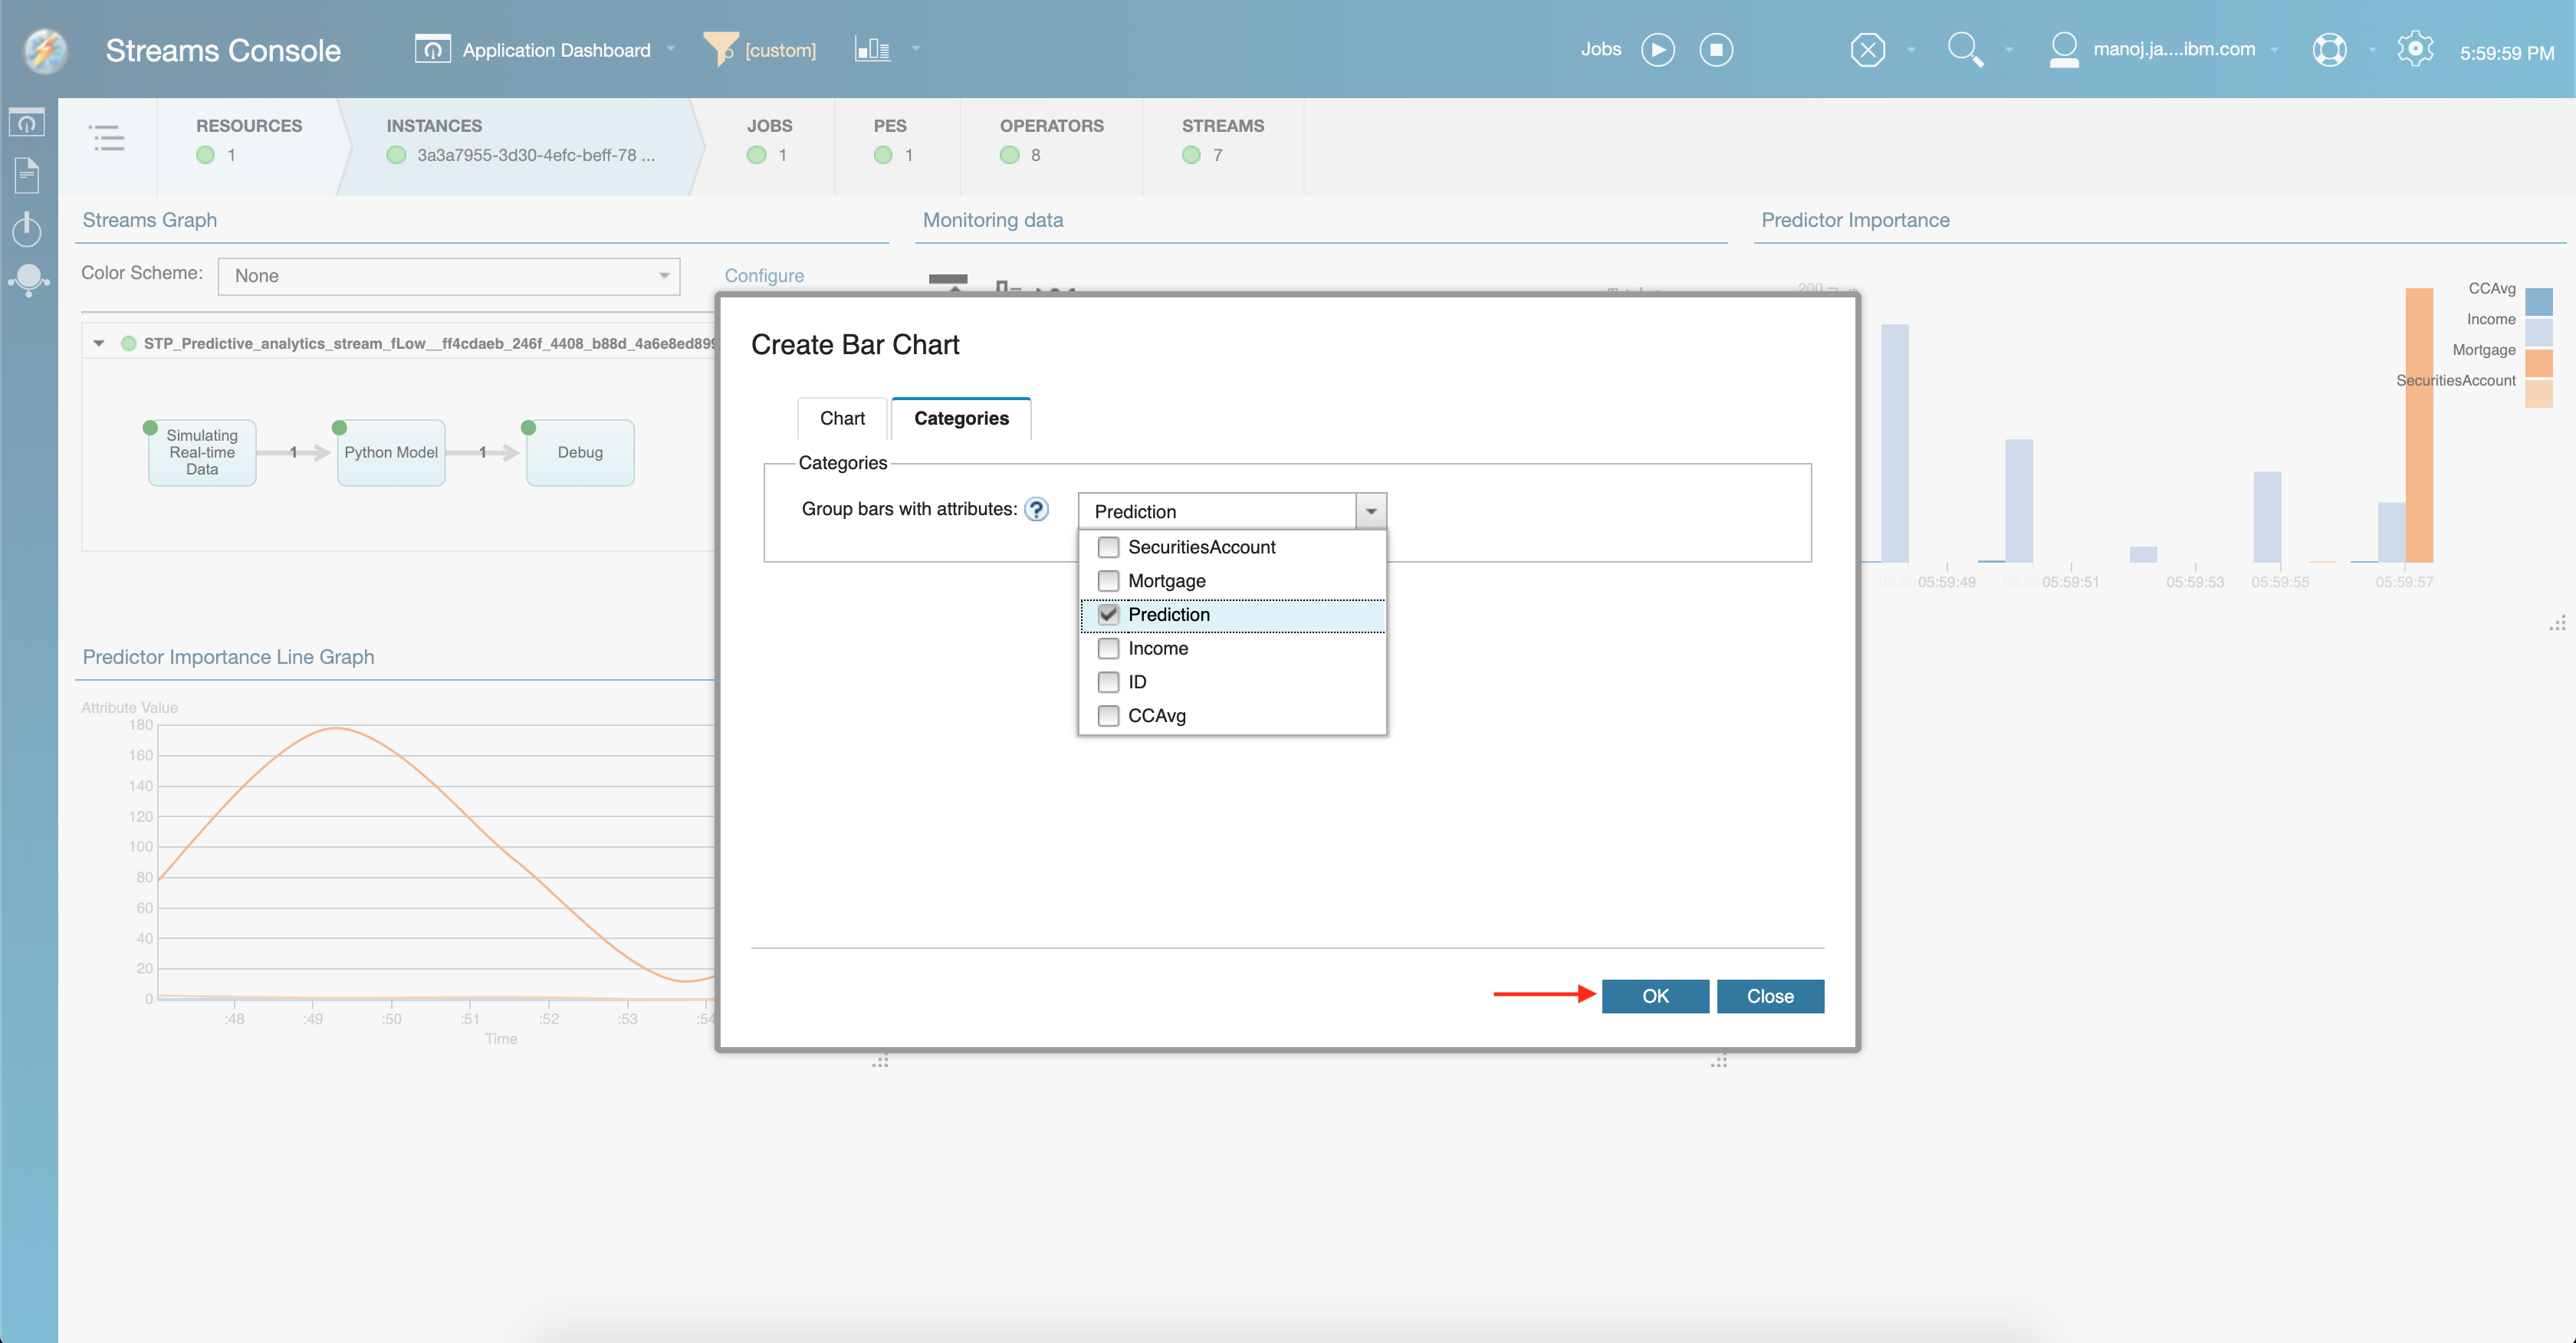 Streams Console
Application Dashboard
[custom]
Jobs
manoj.ja....ibm.com
5:59:59 PM
RESOURCES
1
INSTANCES
3a3a7955-3d30-4efc-beff-78 ...
JOBS
1
PES
1
OPERATORS
8
STREAMS
7
Streams Graph
Monitoring data
Predictor Importance
Color Scheme:
None
Configure
STP_Predictive_analytics_stream_fLow__ff4cdaeb_246f_4408_b88d_4a6e8ed899
Simulating
Real-time
Data
1
Python Model
1
Debug
Create Bar Chart
Chart
Categories
Categories
Group bars with attributes:
?
Prediction
SecuritiesAccount
Mortgage
Prediction
Income
ID
CCAvg
OK
Close
200
CCAvg
Income
Mortgage
SecuritiesAccount
05:59:49
05:59:51
05:59:53
05:59:55
05:59:57
Predictor Importance Line Graph
Attribute Value
180
160
140
120
100
80
60
40
20
0
:48
:49
:50
:51
:52
:53
:54
Time